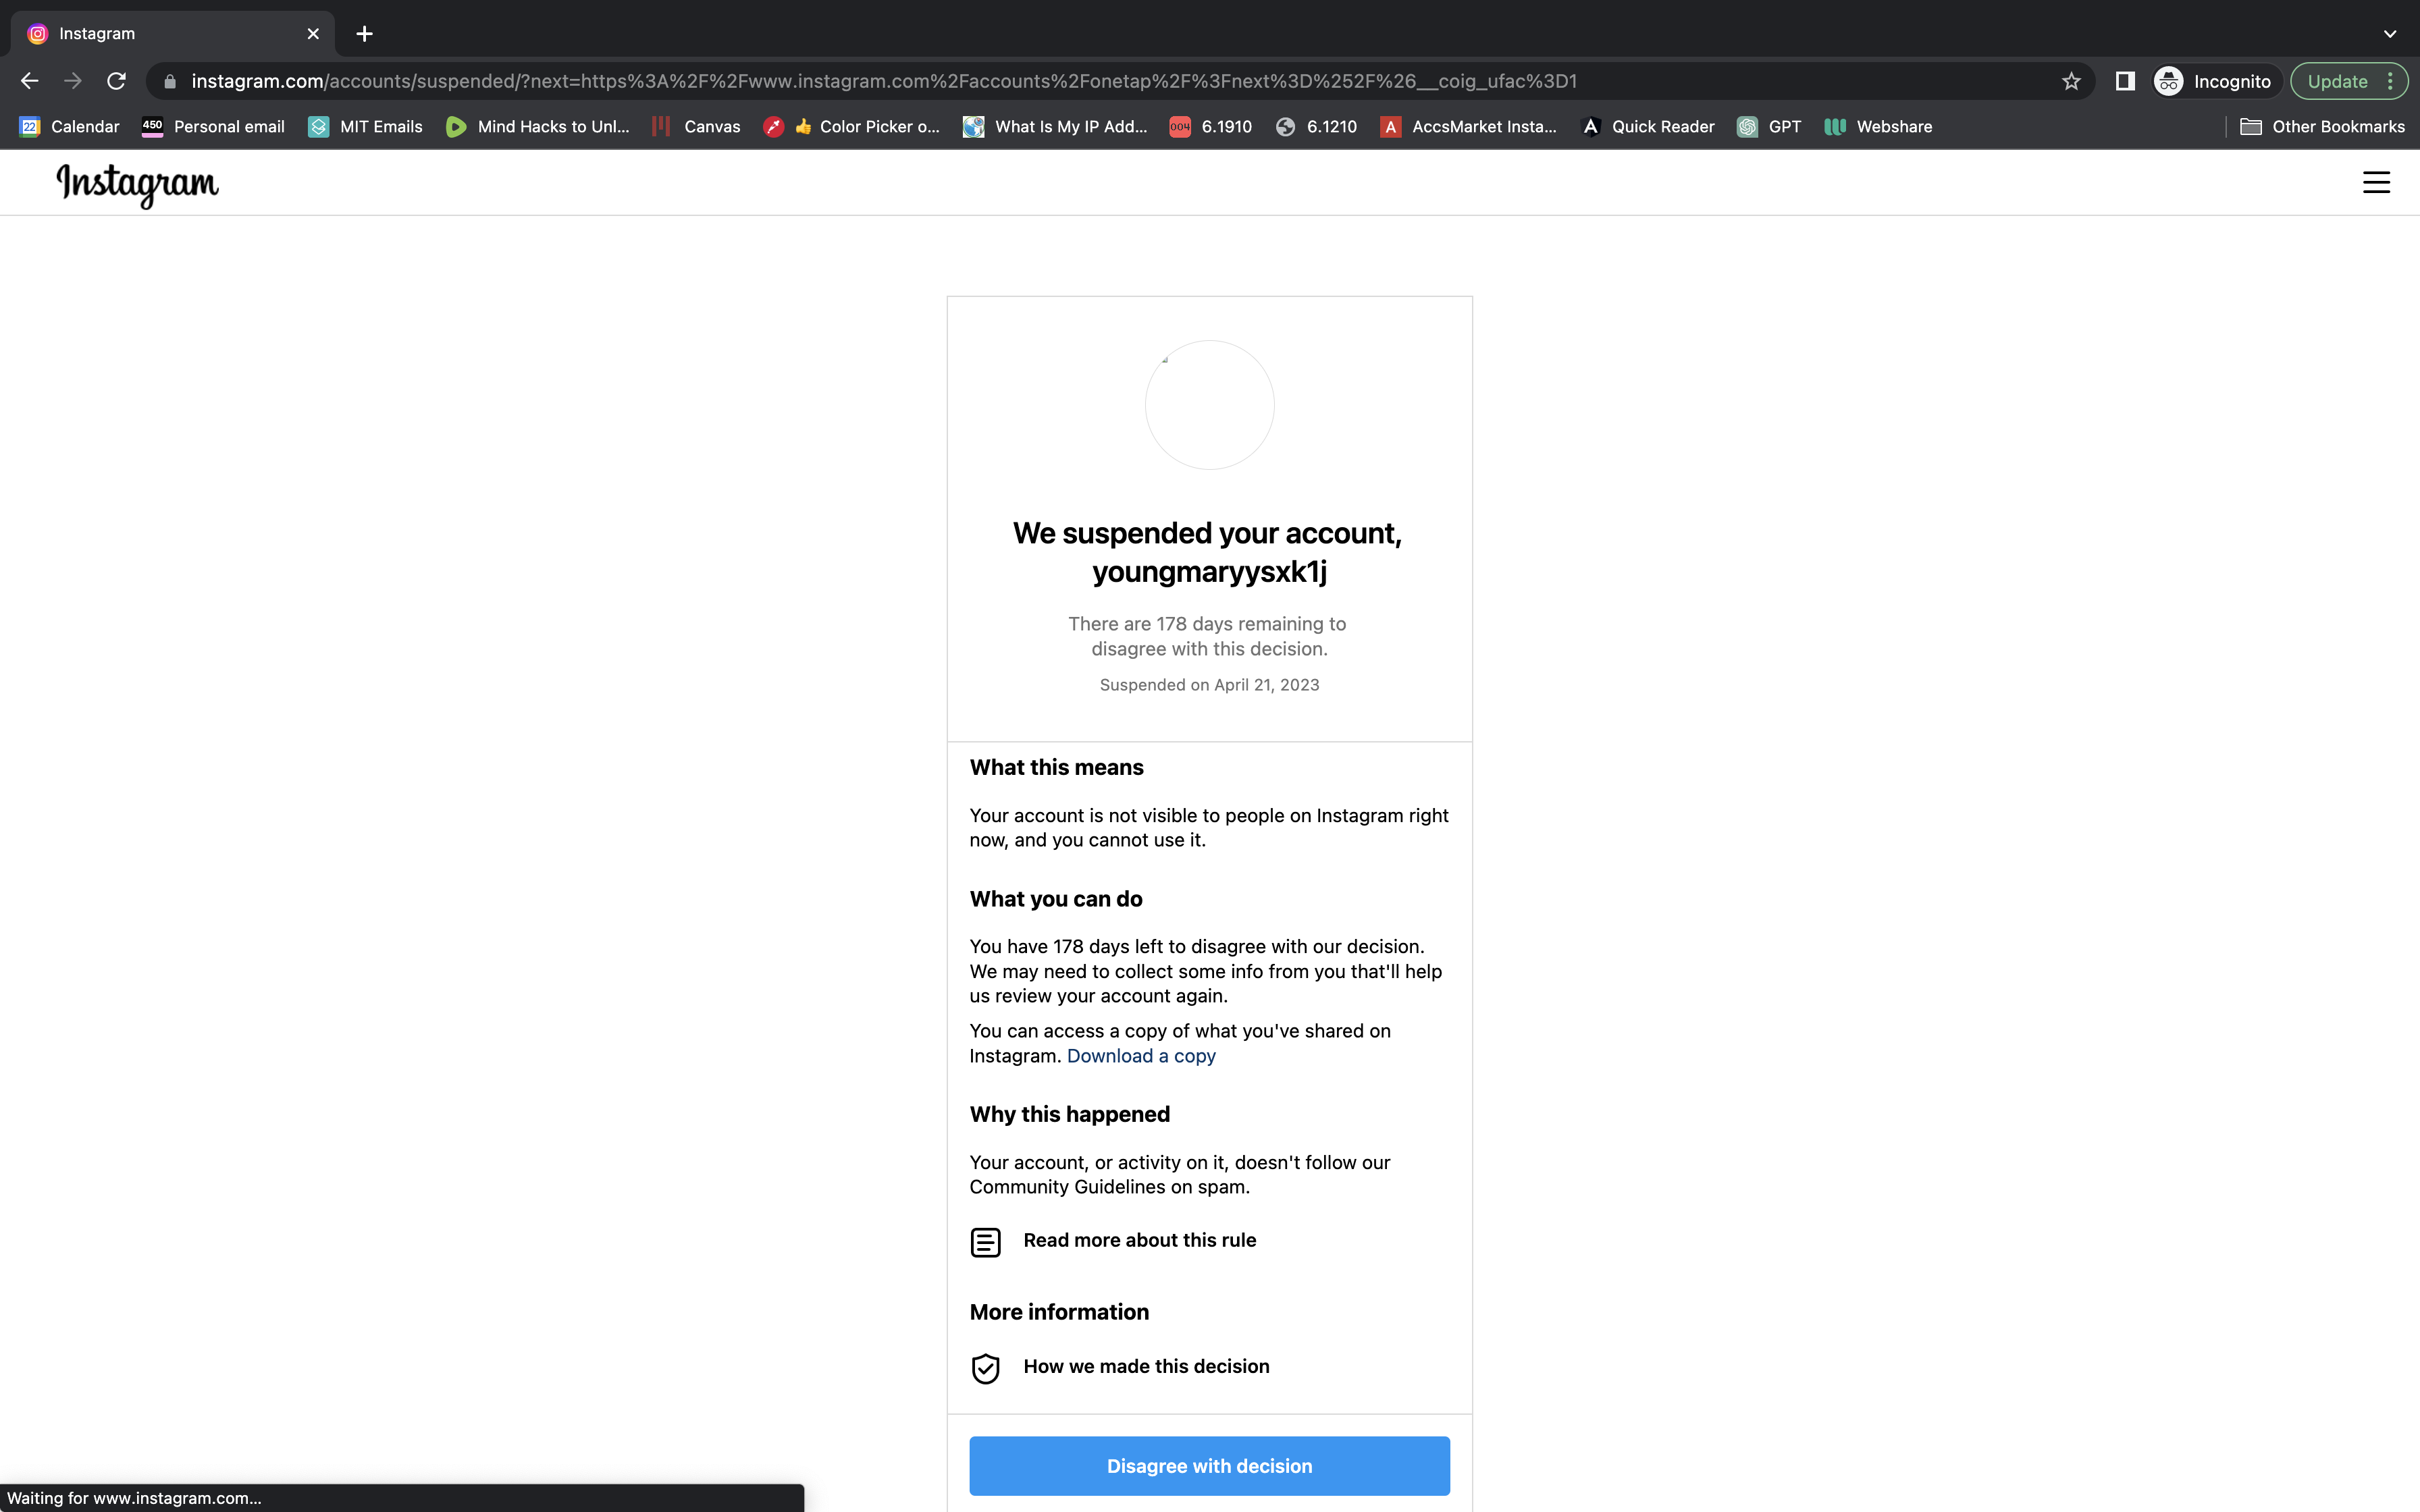 Instagram
instagram.com/accounts/suspended/?next=https%3A%2F%2Fwww.instagram.com%2Faccounts%2Fonetap%2F%3Fnext%3D%252F%26__coig_ufac%3D1
Incognito
Update
22 Calendar
450 Personal email
MIT Emails
Mind Hacks to Unl...
Canvas
👍 Color Picker o...
What Is My IP Add...
004 6.1910
6.1210
A AccsMarket Insta...
A Quick Reader
GPT
Webshare
Other Bookmarks
Instagram
We suspended your account,
youngmaryysxk1j
There are 178 days remaining to
disagree with this decision.
Suspended on April 21, 2023
What this means
Your account is not visible to people on Instagram right
now, and you cannot use it.
What you can do
You have 178 days left to disagree with our decision.
We may need to collect some info from you that'll help
us review your account again.
You can access a copy of what you've shared on
Instagram. Download a copy
Why this happened
Your account, or activity on it, doesn't follow our
Community Guidelines on spam.
Read more about this rule
More information
How we made this decision
Disagree with decision
Waiting for www.instagram.com...